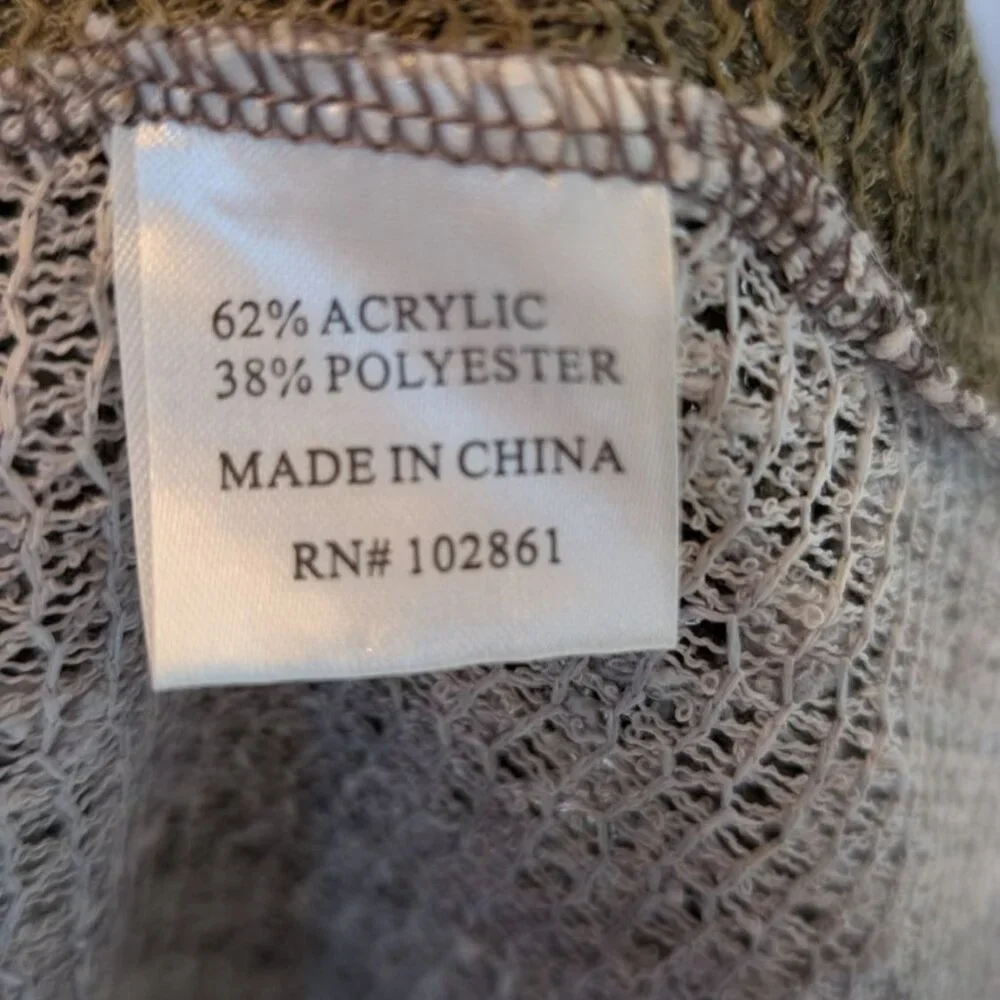 62% ACRYLIC
38% POLYESTER
MADE IN CHINA
RN# 102861